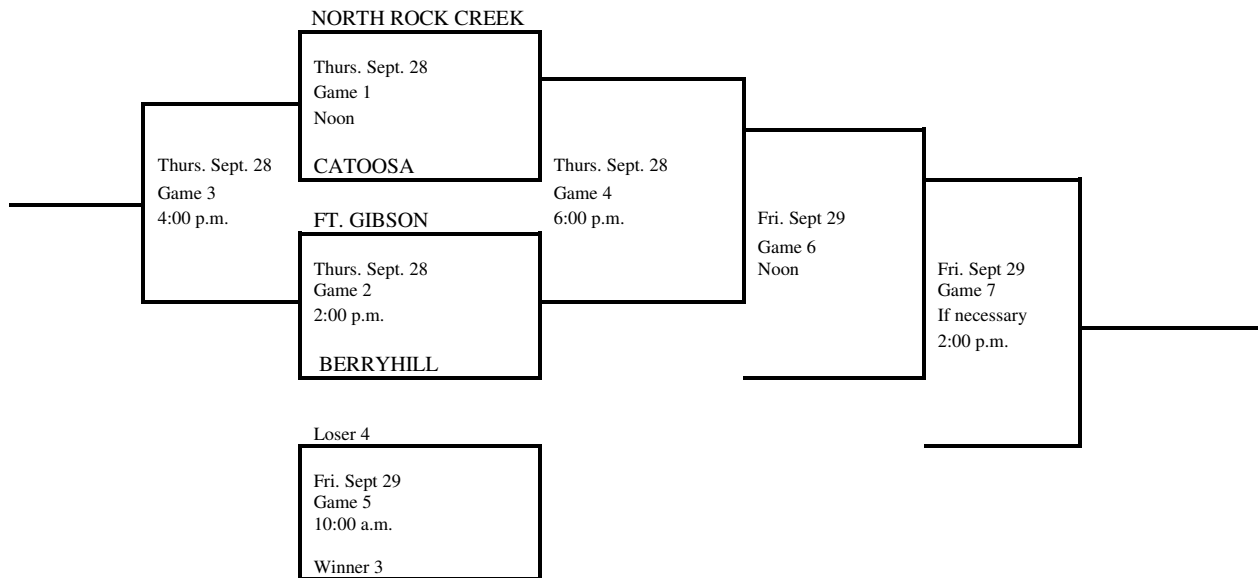 NORTH ROCK CREEK
Thurs. Sept. 28
Game 1
Noon
CATOOSA
Thurs. Sept. 28
Game 3
4:00 p.m.
Thurs. Sept. 28
Game 4
6:00 p.m.
FT. GIBSON
Thurs. Sept. 28
Game 2
2:00 p.m.
BERRYHILL
Fri. Sept 29
Game 6
Noon
Fri. Sept 29
Game 7
If necessary
2:00 p.m.
Loser 4
Fri. Sept 29
Game 5
10:00 a.m.
Winner 3